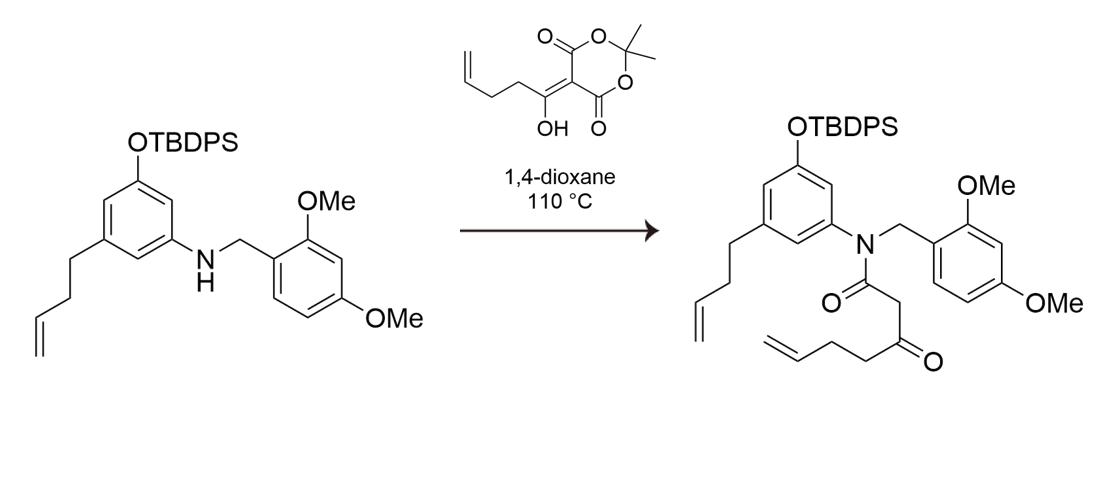 O O
O
OH O
1,4-dioxane
110 °C
OTBDPS
OMe
N
H
OMe
OTBDPS
OMe
N
O
OMe
O